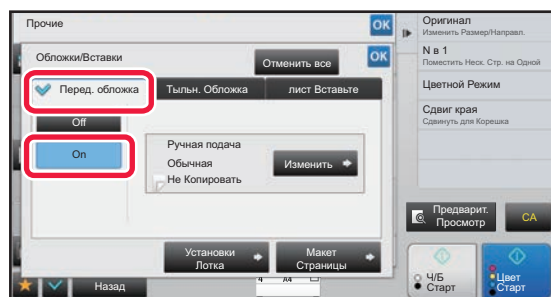 Прочие
OK
Обложки/Вставки
Отменить все
OK
Перед. обложка
Тыльн. Обложка
лист Вставьте
Off
On
Ручная подача
Обычная
Не Копировать
Изменить
Установки
Лотка
Макет
Страницы
Назад
4 A4
Оригинал
Изменить Размер/Направл.
N в 1
Поместить Неск. Стр. на Одной
Цветной Режим
Сдвиг края
Сдвинуть для Корешка
Предварит.
Просмотр
CA
Ч/Б
Старт
Цвет
Старт